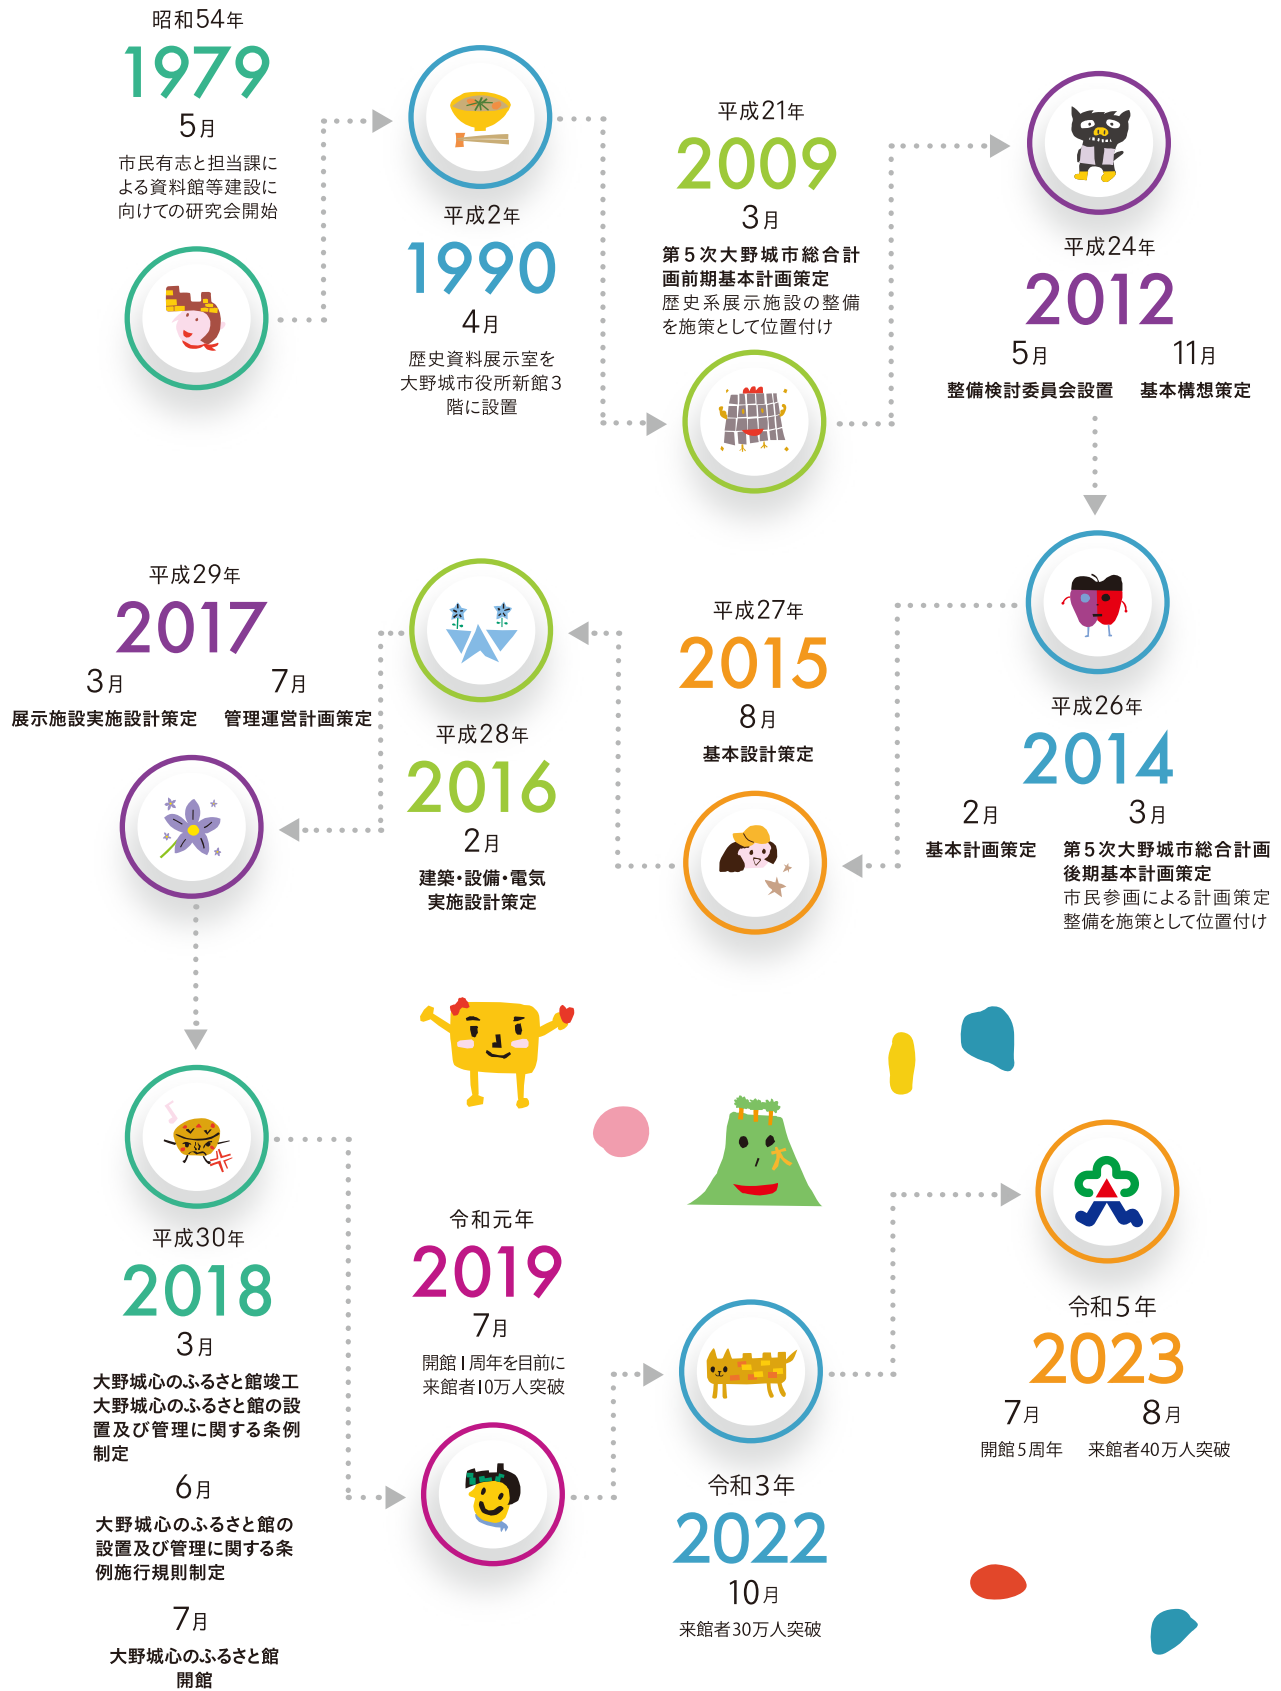 昭和54年
1979
5月
市民有志と担当課に
よる資料館等建設に
向けての研究会開始
平成2年
1990
4月
歴史資料展示室を
大野城市役所新館3
階に設置
平成21年
2009
3月
第5次大野城市総合計
画前期基本計画策定
歴史系展示施設の整備
を施策として位置付け
平成24年
2012
5月
整備検討委員会設置
11月
基本構想策定
平成26年
2014
2月
基本計画策定
3月
第5次大野城市総合計画
後期基本計画策定
市民参画による計画策定
整備を施策として位置付け
平成27年
2015
8月
基本設計策定
平成28年
2016
2月
建築・設備・電気
実施設計策定
平成29年
2017
3月
展示施設実施設計策定
7月
管理運営計画策定
平成30年
2018
3月
大野城心のふるさと館竣工
大野城心のふるさと館の設
置及び管理に関する条例
制定
6月
大野城心のふるさと館の
設置及び管理に関する条
例施行規則制定
7月
大野城心のふるさと館
開館
令和元年
2019
7月
開館1周年を目前に
来館者10万人突破
大
令和3年
2022
10月
来館者30万人突破
令和5年
2023
7月
開館5周年
8月
来館者40万人突破